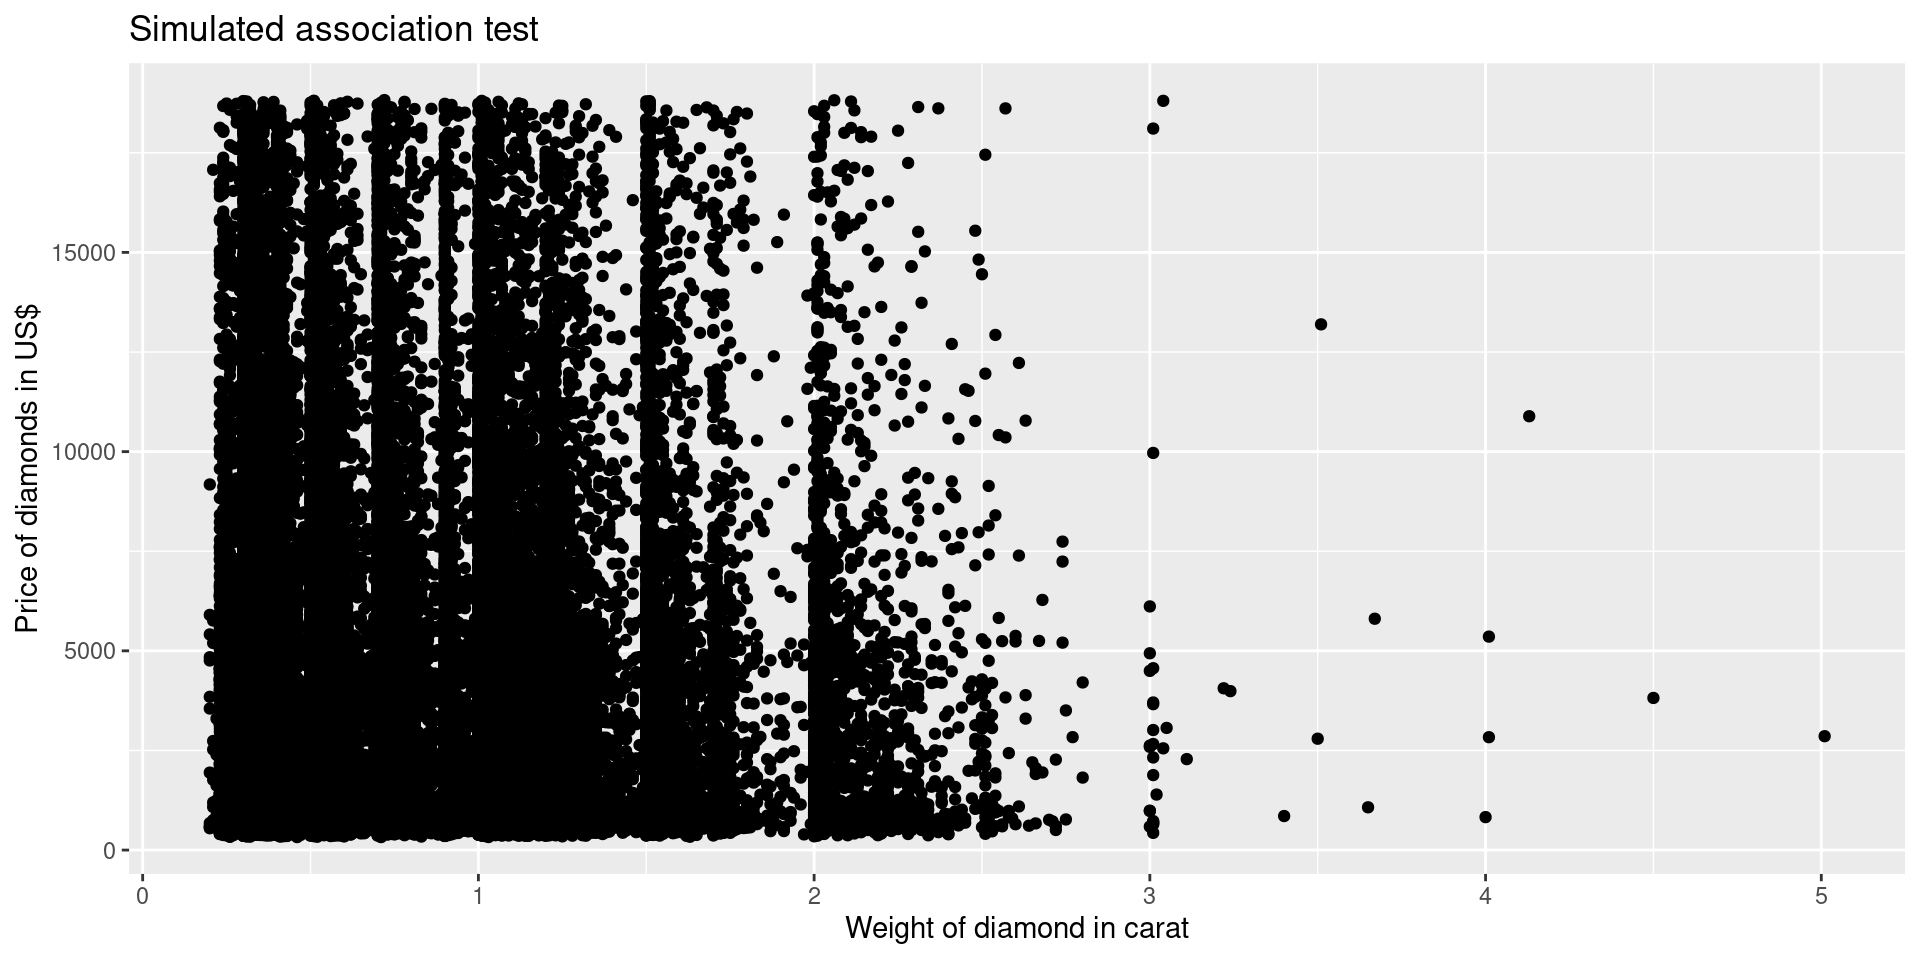 Simulated association test
Price of diamonds in US$
15000
10000
5000
0
0 1 2 3 4 5
Weight of diamond in carat